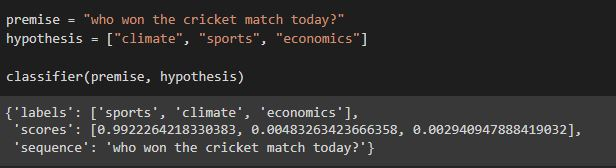 premise = "who won the cricket match today?"
hypothesis = ["climate", "sports", "economics"]
classifier(premise, hypothesis)
{'labels': ['sports', 'climate', 'economics'],
'scores': [0.9922264218330383, 0.00483263423666358, 0.002940947888419032],
'sequence': 'who won the cricket match today?'}